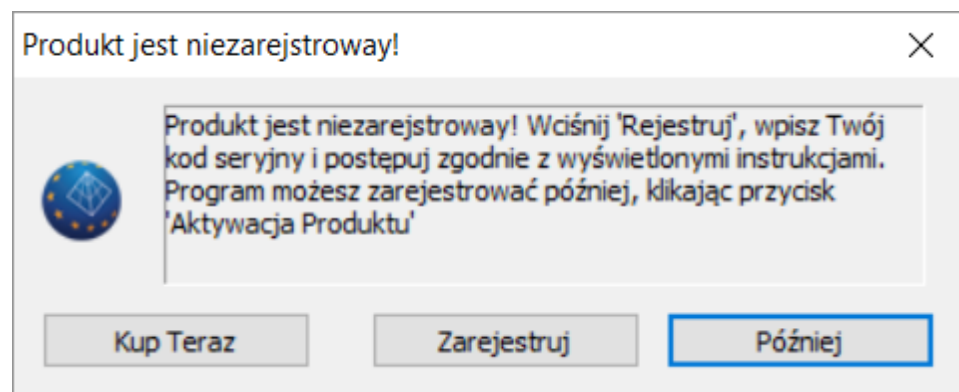 Produkt jest niezarejstroway!
Produkt jest niezarejstroway! Wciśnij 'Rejestruj', wpisz Twój
kod seryjny i postępuj zgodnie z wyświetlonymi instrukcjami.
Program możesz zarejestrować później, klikając przycisk
'Aktywacja Produktu'
Kup Teraz
Zarejestruj
Później